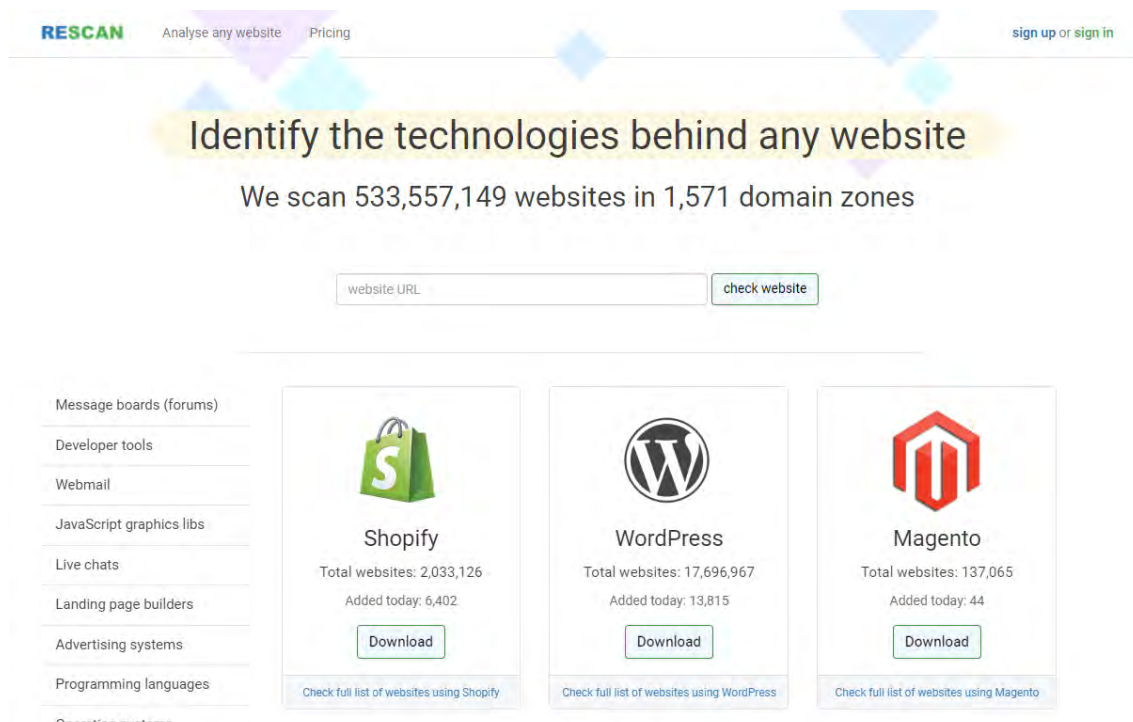 RESCAN Analyse any website Pricing sign up or sign in
Identify the technologies behind any website
We scan 533,557,149 websites in 1,571 domain zones
website URL check website
Message boards (forums)
Developer tools
Webmail
JavaScript graphics libs
Live chats
Landing page builders
Advertising systems
Programming languages
Operating systems
S
Shopify
Total websites: 2,033,126
Added today: 6,402
Download
Check full list of websites using Shopify
W
WordPress
Total websites: 17,696,967
Added today: 13,815
Download
Check full list of websites using WordPress
Magento
Total websites: 137,065
Added today: 44
Download
Check full list of websites using Magento